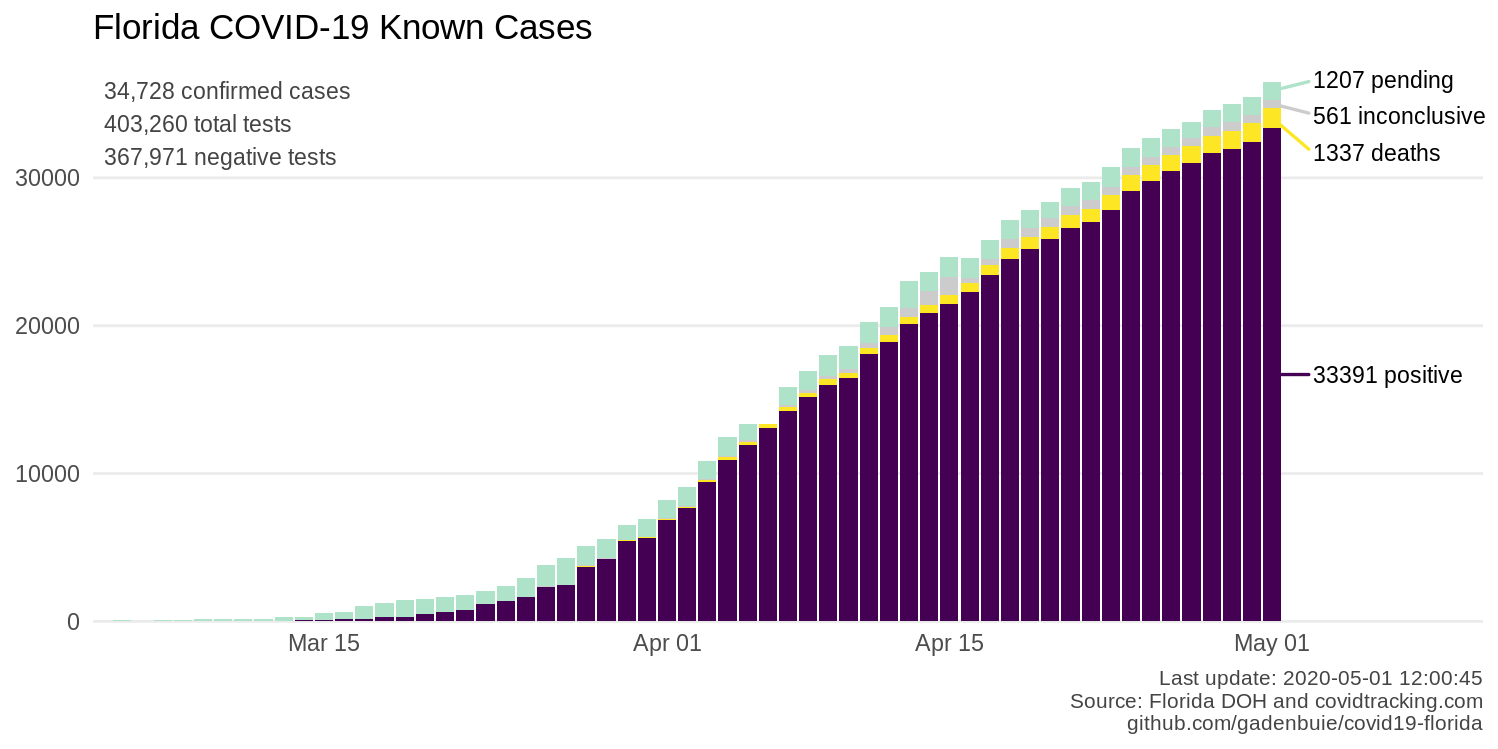 Florida COVID-19 Known Cases
34,728 confirmed cases
403,260 total tests
367,971 negative tests
1207 pending
561 inconclusive
1337 deaths
33391 positive
30000
20000
10000
0
Mar 15
Apr 01
Apr 15
May 01
Last update: 2020-05-01 12:00:45
Source: Florida DOH and covidtracking.com
github.com/gadenbuie/covid19-florida